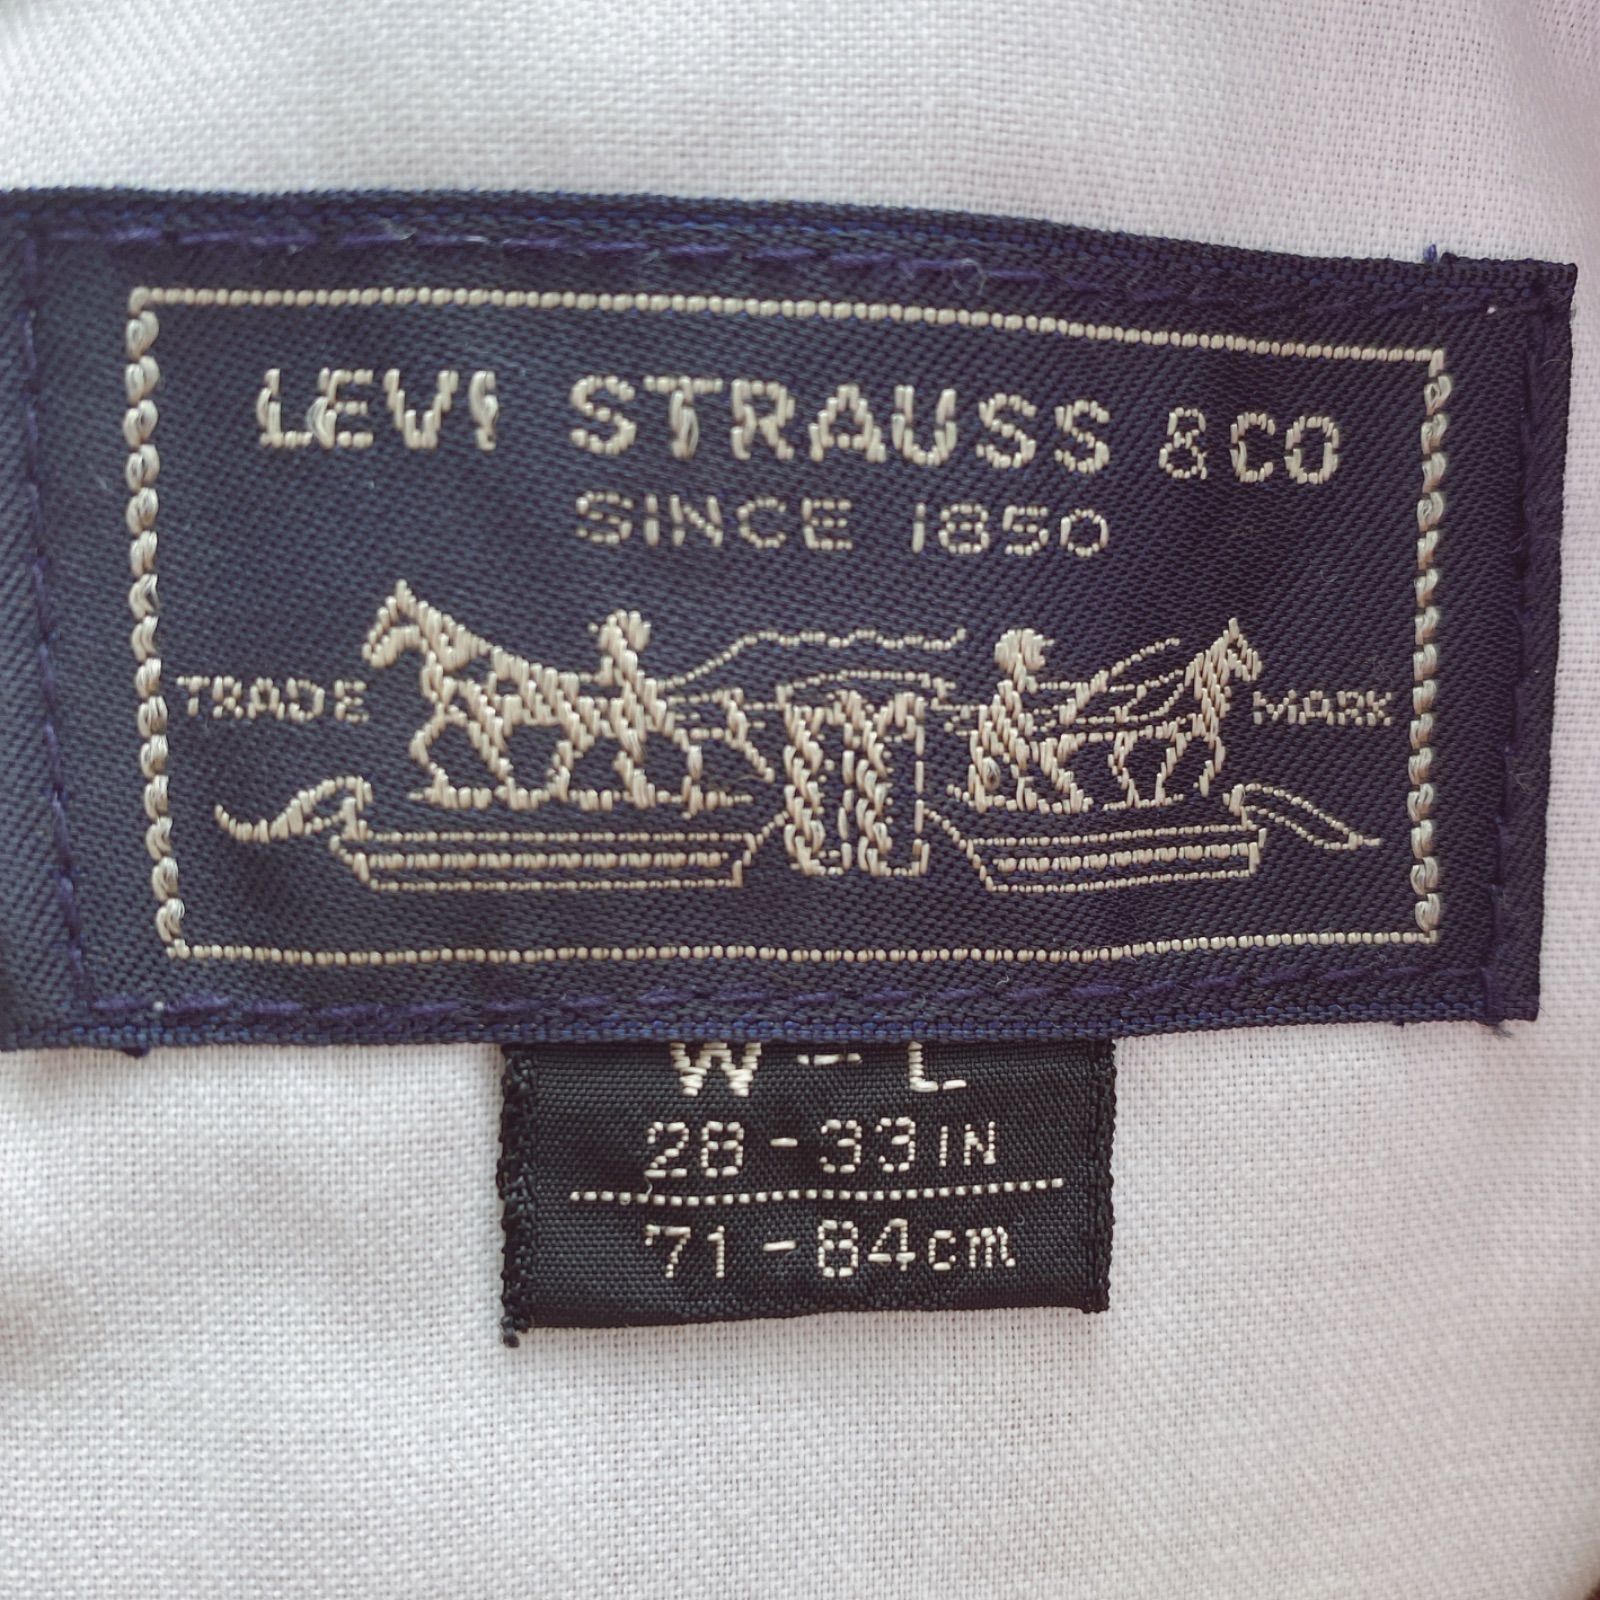 LEVI STRAUSS & CO
SINCE 1850
TRADE MARK
W - L
28 - 33 IN
71 - 84 cm